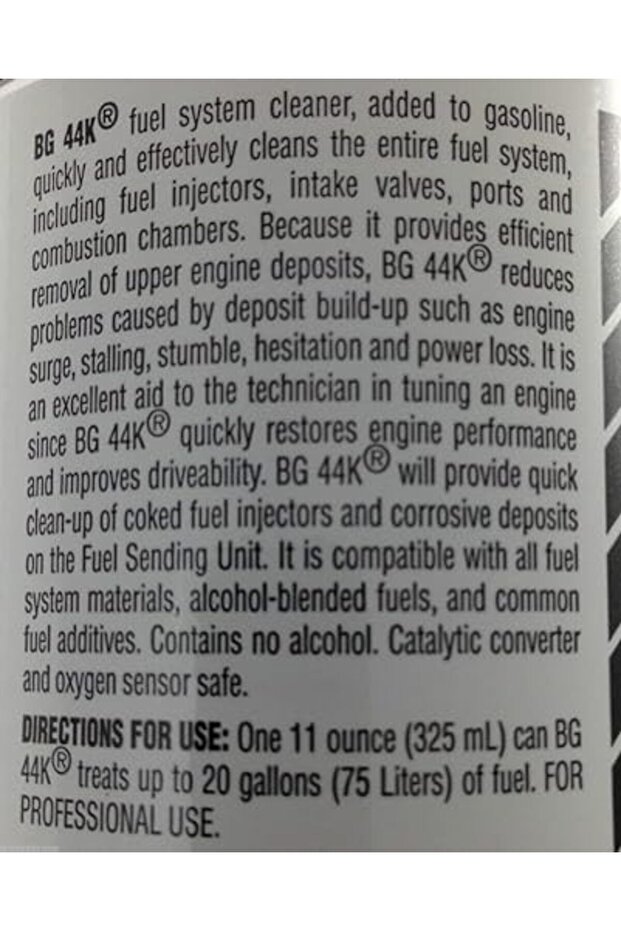 BG 44K® fuel system cleaner, added to gasoline,
quickly and effectively cleans the entire fuel system,
including fuel injectors, intake valves, ports and
combustion chambers. Because it provides efficient
removal of upper engine deposits, BG 44K® reduces
problems caused by deposit build-up such as engine
surge, stalling, stumble, hesitation and power loss. It is
an excellent aid to the technician in tuning an engine
since BG 44K® quickly restores engine performance
and improves driveability. BG 44K® will provide quick
clean-up of coked fuel injectors and corrosive deposits
on the Fuel Sending Unit. It is compatible with all fuel
system materials, alcohol-blended fuels, and common
fuel additives. Contains no alcohol. Catalytic converter
and oxygen sensor safe.
DIRECTIONS FOR USE: One 11 ounce (325 mL) can BG
44K® treats up to 20 gallons (75 Liters) of fuel. FOR
PROFESSIONAL USE.